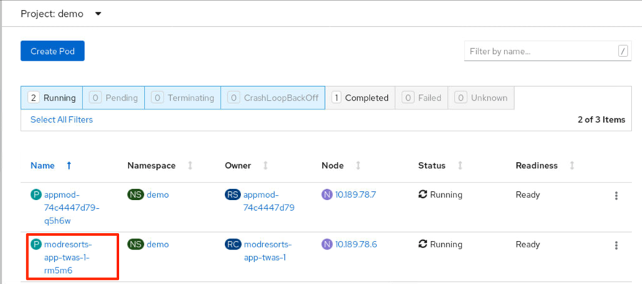 Project: demo
Create Pod
Filter by name... /
2 Running 0 Pending 0 Terminating 0 CrashLoopBackOff 1 Completed 0 Failed 0 Unknown
Select All Filters 2 of 3 Items
Name Namespace Owner Node Status Readiness
P appmod- NS demo RS appmod- N 10.189.78.7 Running Ready
74c4447d79- 74c4447d79
q5h6w
P modresorts- NS demo RC modresorts- N 10.189.78.6 Running Ready
app-twas-1- app-twas-1
rm5m6